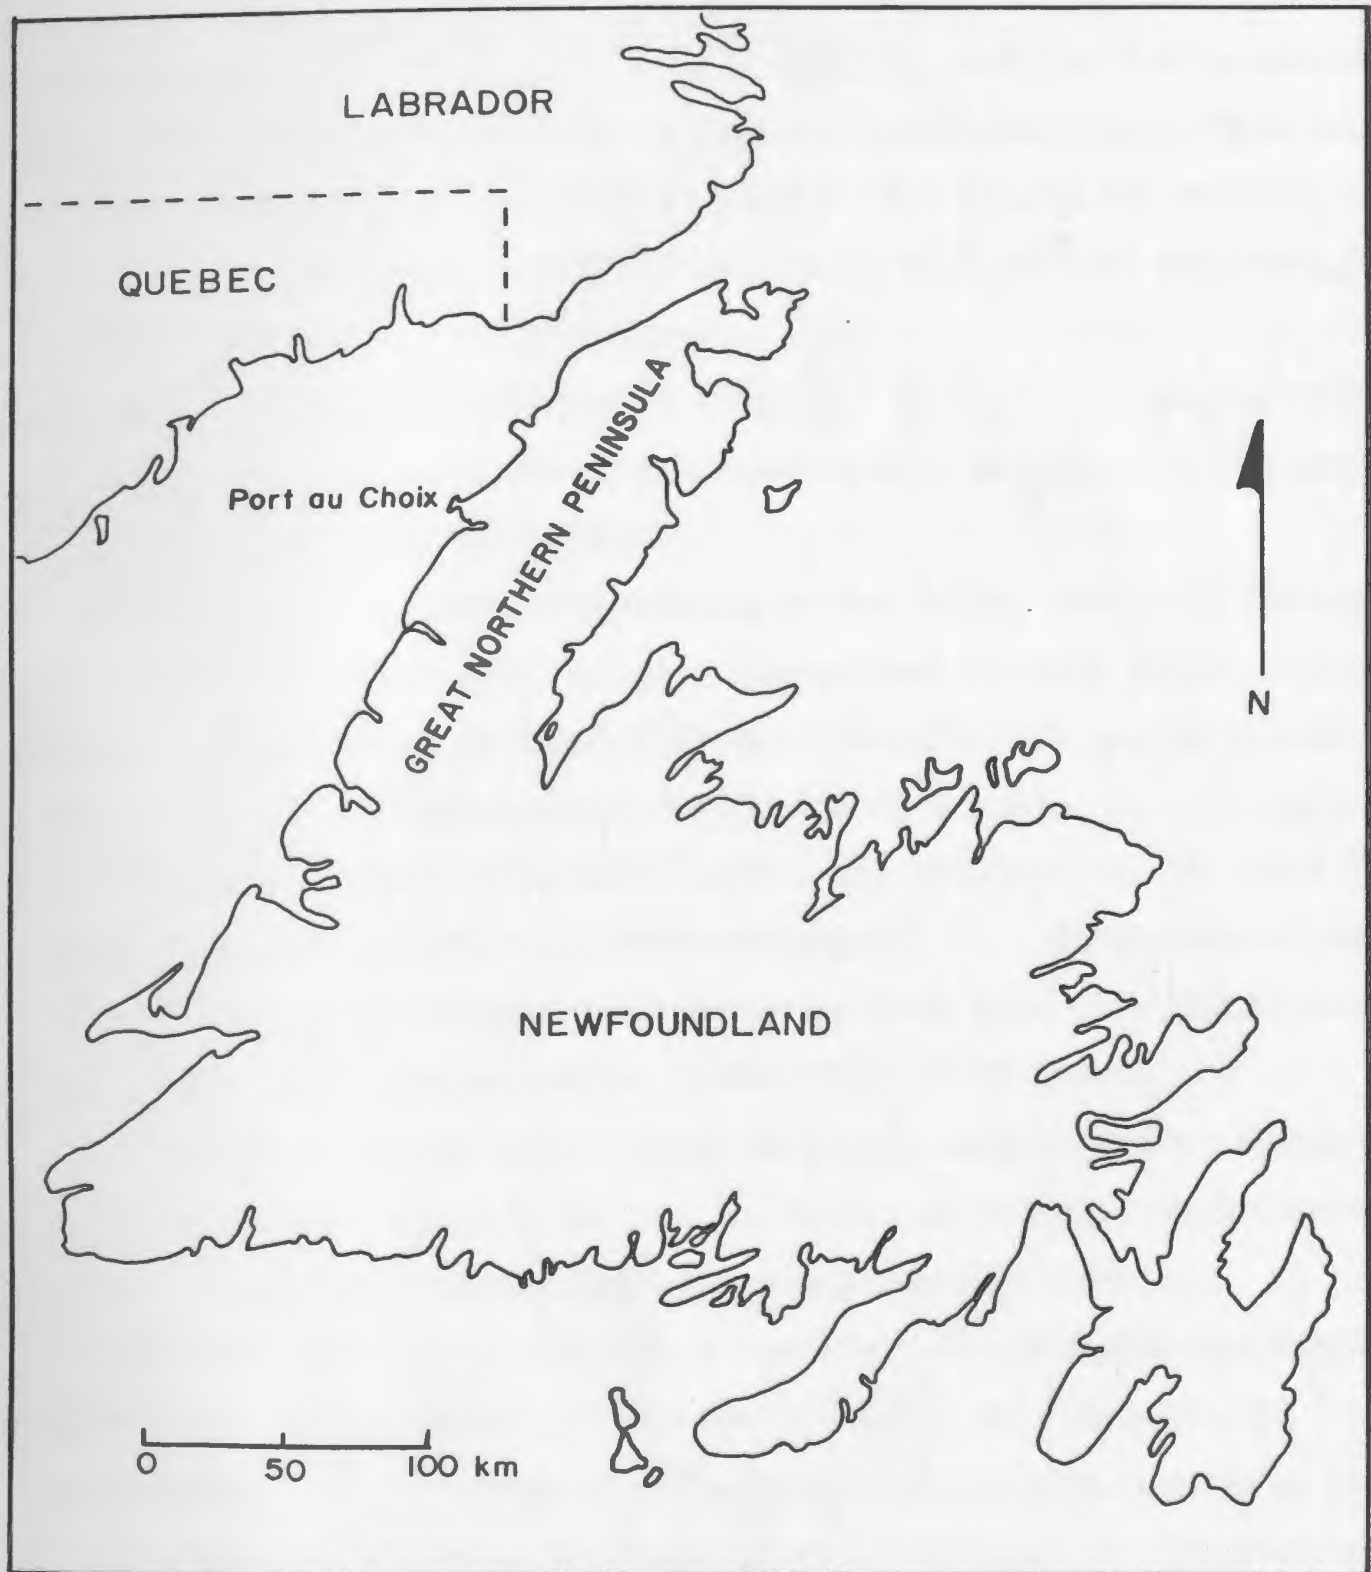 LABRADOR
QUEBEC
Port au Choix
GREAT NORTHERN PENINSULA
N
NEWFOUNDLAND
0 50 100 km